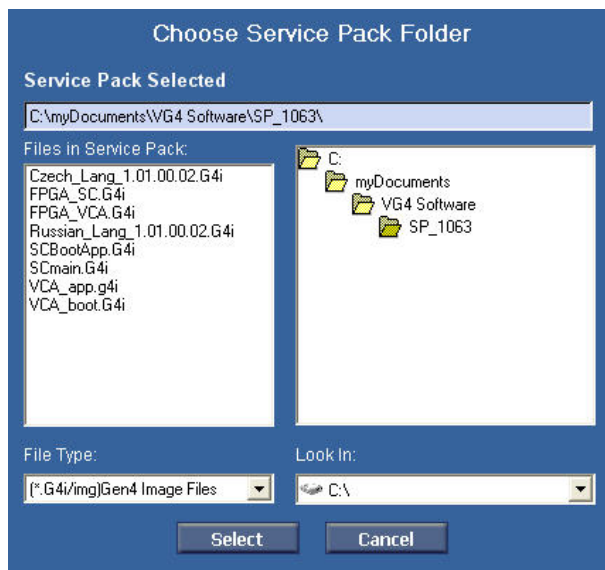 Choose Service Pack Folder
Service Pack Selected
C:\myDocuments\VG4 Software\SP_1063\
Files in Service Pack:
Czech_Lang_1.01.00.02.G4i
FPGA_SC.G4i
FPGA_VCA.G4i
Russian_Lang_1.01.00.02.G4i
SCBootApp.G4i
SCmain.G4i
VCA_app.g4i
VCA_boot.G4i
C:
myDocuments
VG4 Software
SP_1063
File Type:
(*.G4i/img)Gen4 Image Files
Look In:
C:\
Select
Cancel